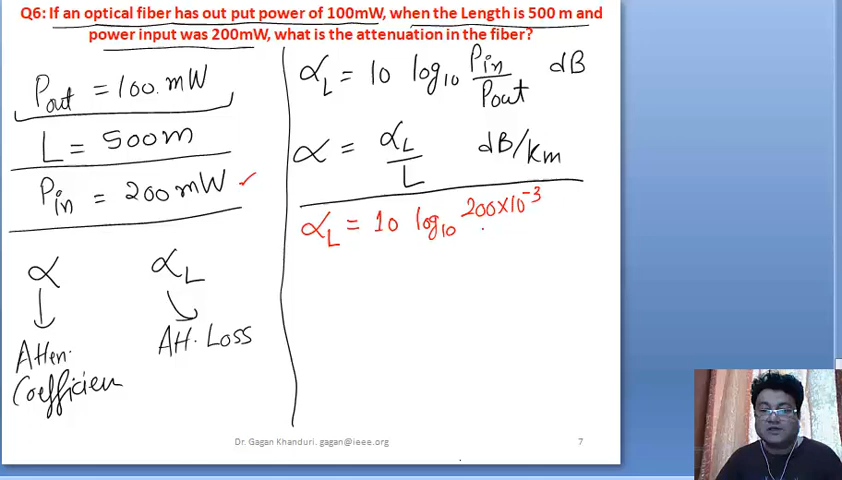 Q6: If an optical fiber has out put power of 100mW, when the Length is 500 m and
power input was 200mW, what is the attenuation in the fiber?
Pout = 100.mW
L = 500m
Pin = 200mW ✓
α αL
↓ ↘
Atten. Att. Loss
Coefficien
αL = 10 log10 Pin/Pout dB
α = αL/L dB/Km
αL = 10 log10 200×10^-3
Dr. Gagan Khanduri. gagan@ieee.org 7